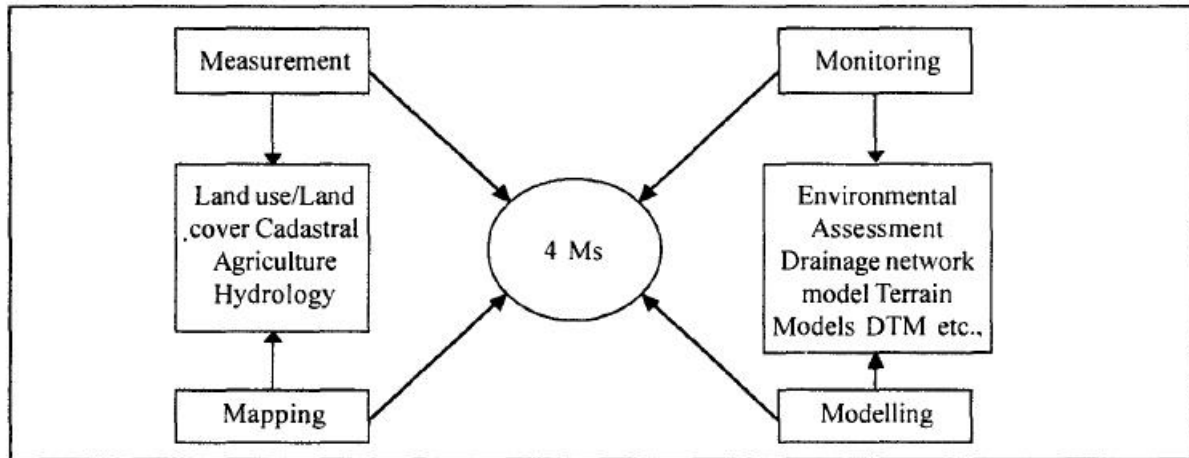 Measurement
Monitoring
Land use/Land
cover Cadastral
Agriculture
Hydrology
4 Ms
Environmental
Assessment
Drainage network
model Terrain
Models DTM etc.,
Mapping
Modelling